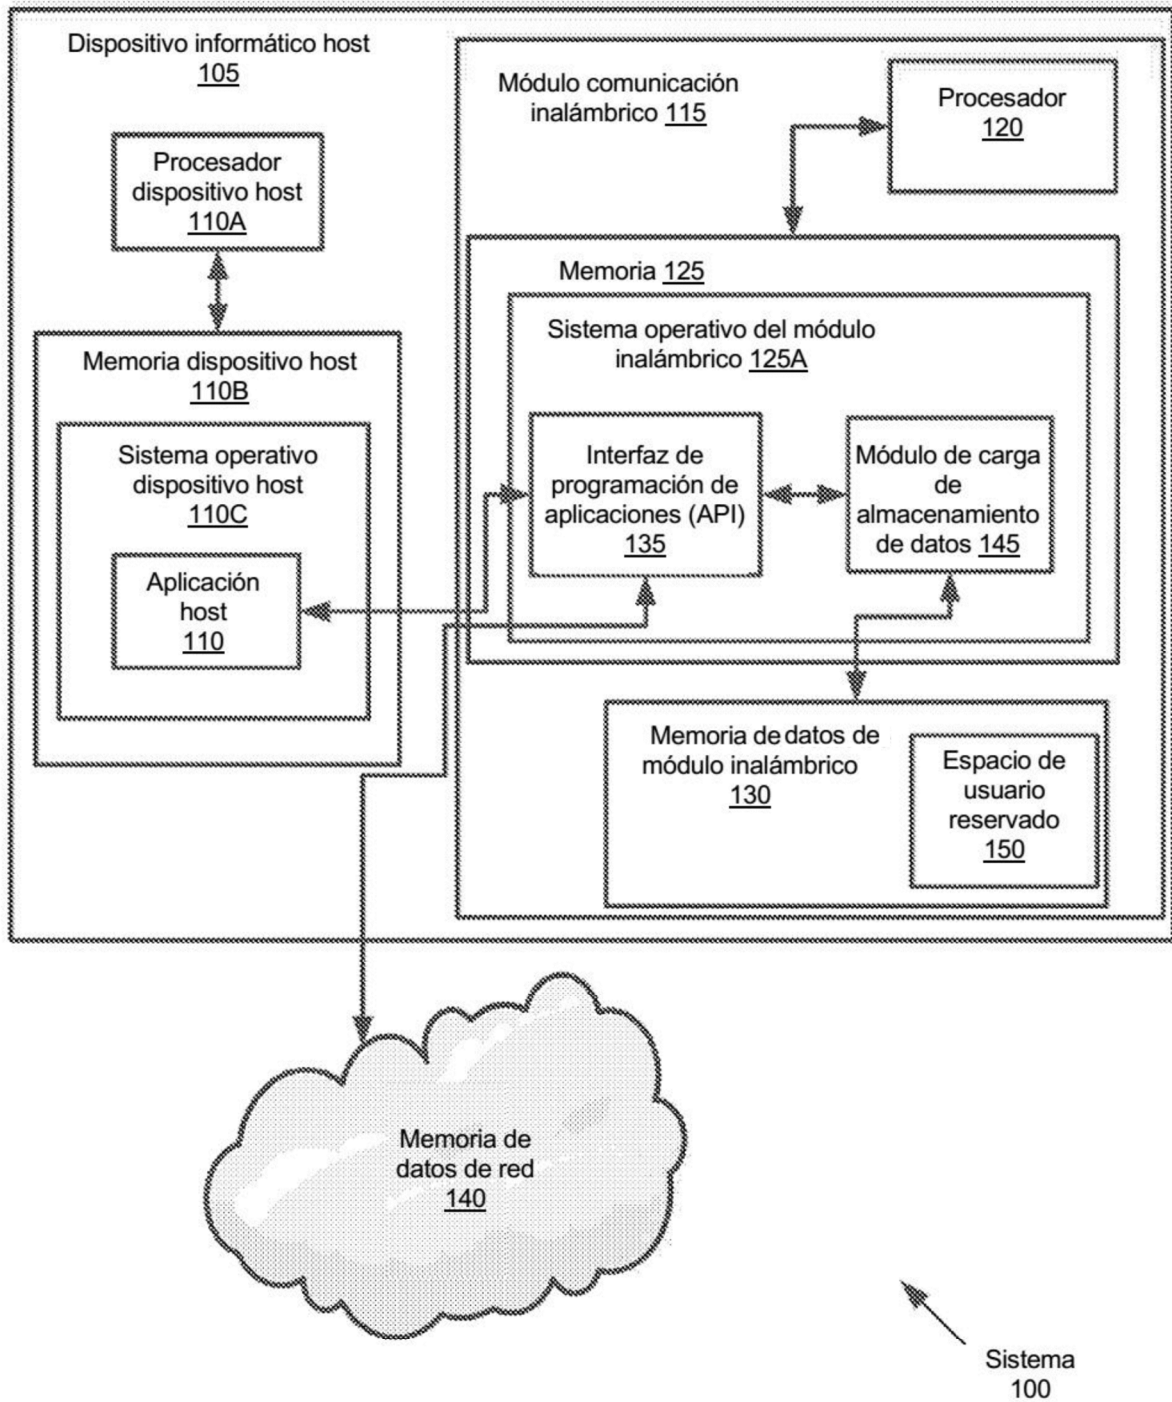 Dispositivo informático host
105
Procesador
dispositivo host
110A
Memoria dispositivo host
110B
Sistema operativo
dispositivo host
110C
Aplicación
host
110
Módulo comunicación
inalámbrico 115
Procesador
120
Memoria 125
Sistema operativo del módulo
inalámbrico 125A
Interfaz de
programación de
aplicaciones (API)
135
Módulo de carga
de
almacenamiento
de datos 145
Memoria de datos de
módulo inalámbrico
130
Espacio de
usuario
reservado
150
Memoria de
datos de red
140
Sistema
100